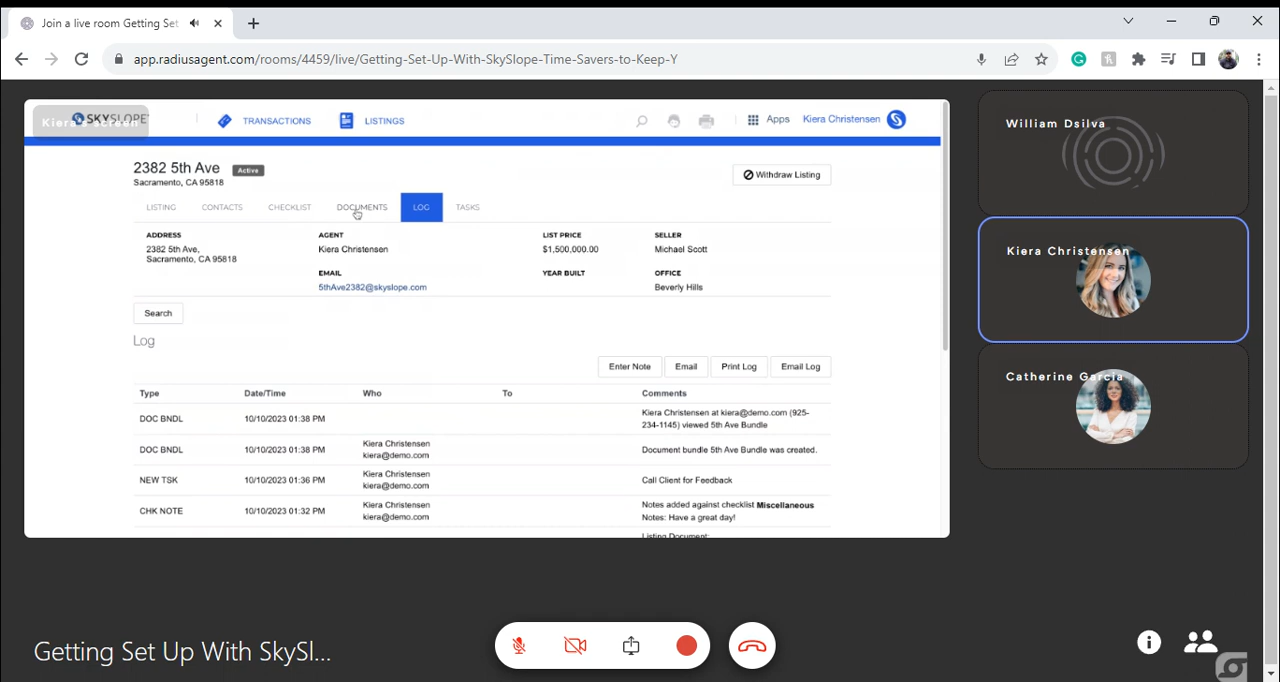 Join a live room Getting Set
app.radiusagent.com/rooms/4459/live/Getting-Set-Up-With-SkySlope-Time-Savers-to-Keep-Y
Kiera's screen
SKYSLOPE
TRANSACTIONS
LISTINGS
Apps
Kiera Christensen
2382 5th Ave
Active
Sacramento, CA 95818
Withdraw Listing
LISTING
CONTACTS
CHECKLIST
DOCUMENTS
LOG
TASKS
ADDRESS
2382 5th Ave,
Sacramento, CA 95818
AGENT
Kiera Christensen
EMAIL
5thAve2382@skyslope.com
LIST PRICE
$1,500,000.00
YEAR BUILT
SELLER
Michael Scott
OFFICE
Beverly Hills
Search
Log
Enter Note
Email
Print Log
Email Log
Type Date/Time Who To Comments
DOC BNDL 10/10/2023 01:38 PM Kiera Christensen at kiera@demo.com (925-
234-1145) viewed 5th Ave Bundle
DOC BNDL 10/10/2023 01:38 PM Kiera Christensen
kiera@demo.com
Document bundle 5th Ave Bundle was created.
NEW TSK 10/10/2023 01:36 PM Kiera Christensen
kiera@demo.com
Call Client for Feedback
CHK NOTE 10/10/2023 01:32 PM Kiera Christensen
kiera@demo.com
Notes added against checklist Miscellaneous
Notes: Have a great day!
Listing Document:
William Dsilva
Kiera Christensen
Catherine Garcia
Getting Set Up With SkySl...